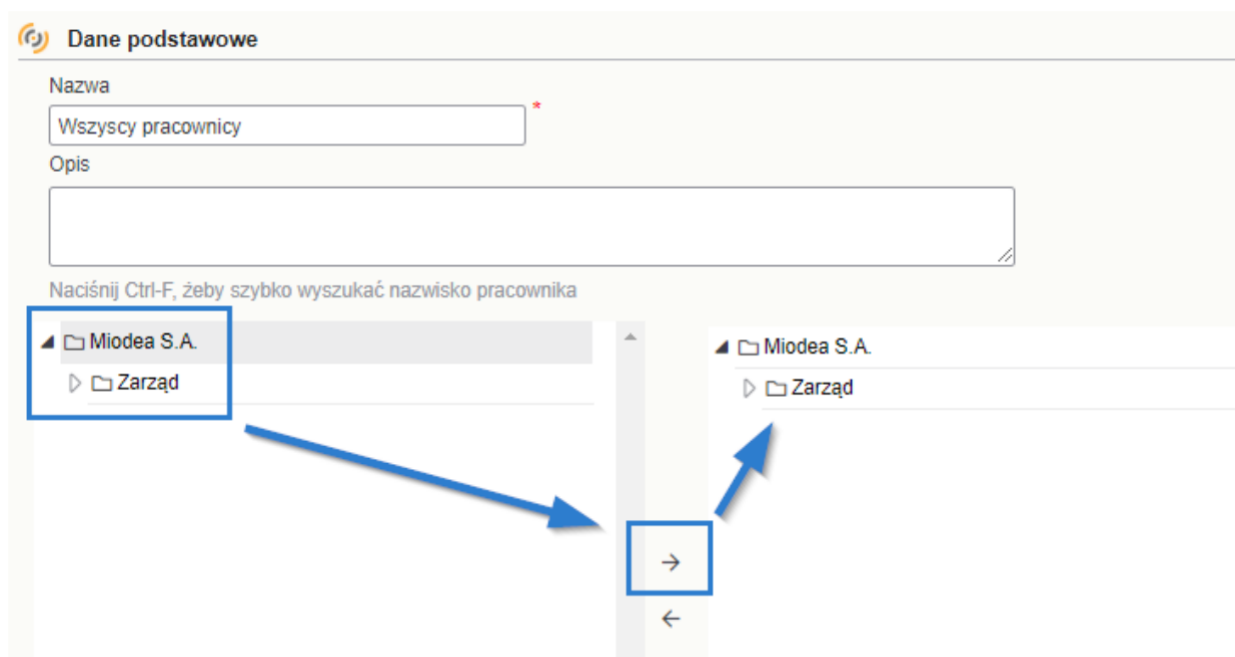 Dane podstawowe
Nazwa
*
Wszyscy pracownicy
Opis
Naciśnij Ctrl-F, żeby szybko wyszukać nazwisko pracownika
Miodea S.A.
Zarząd
Miodea S.A.
Zarząd